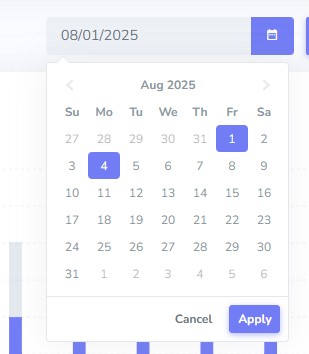 08/01/2025
Aug 2025
Su Mo Tu We Th Fr Sa
27 28 29 30 31 1 2
3 4 5 6 7 8 9
10 11 12 13 14 15 16
17 18 19 20 21 22 23
24 25 26 27 28 29 30
31 1 2 3 4 5 6
Cancel Apply